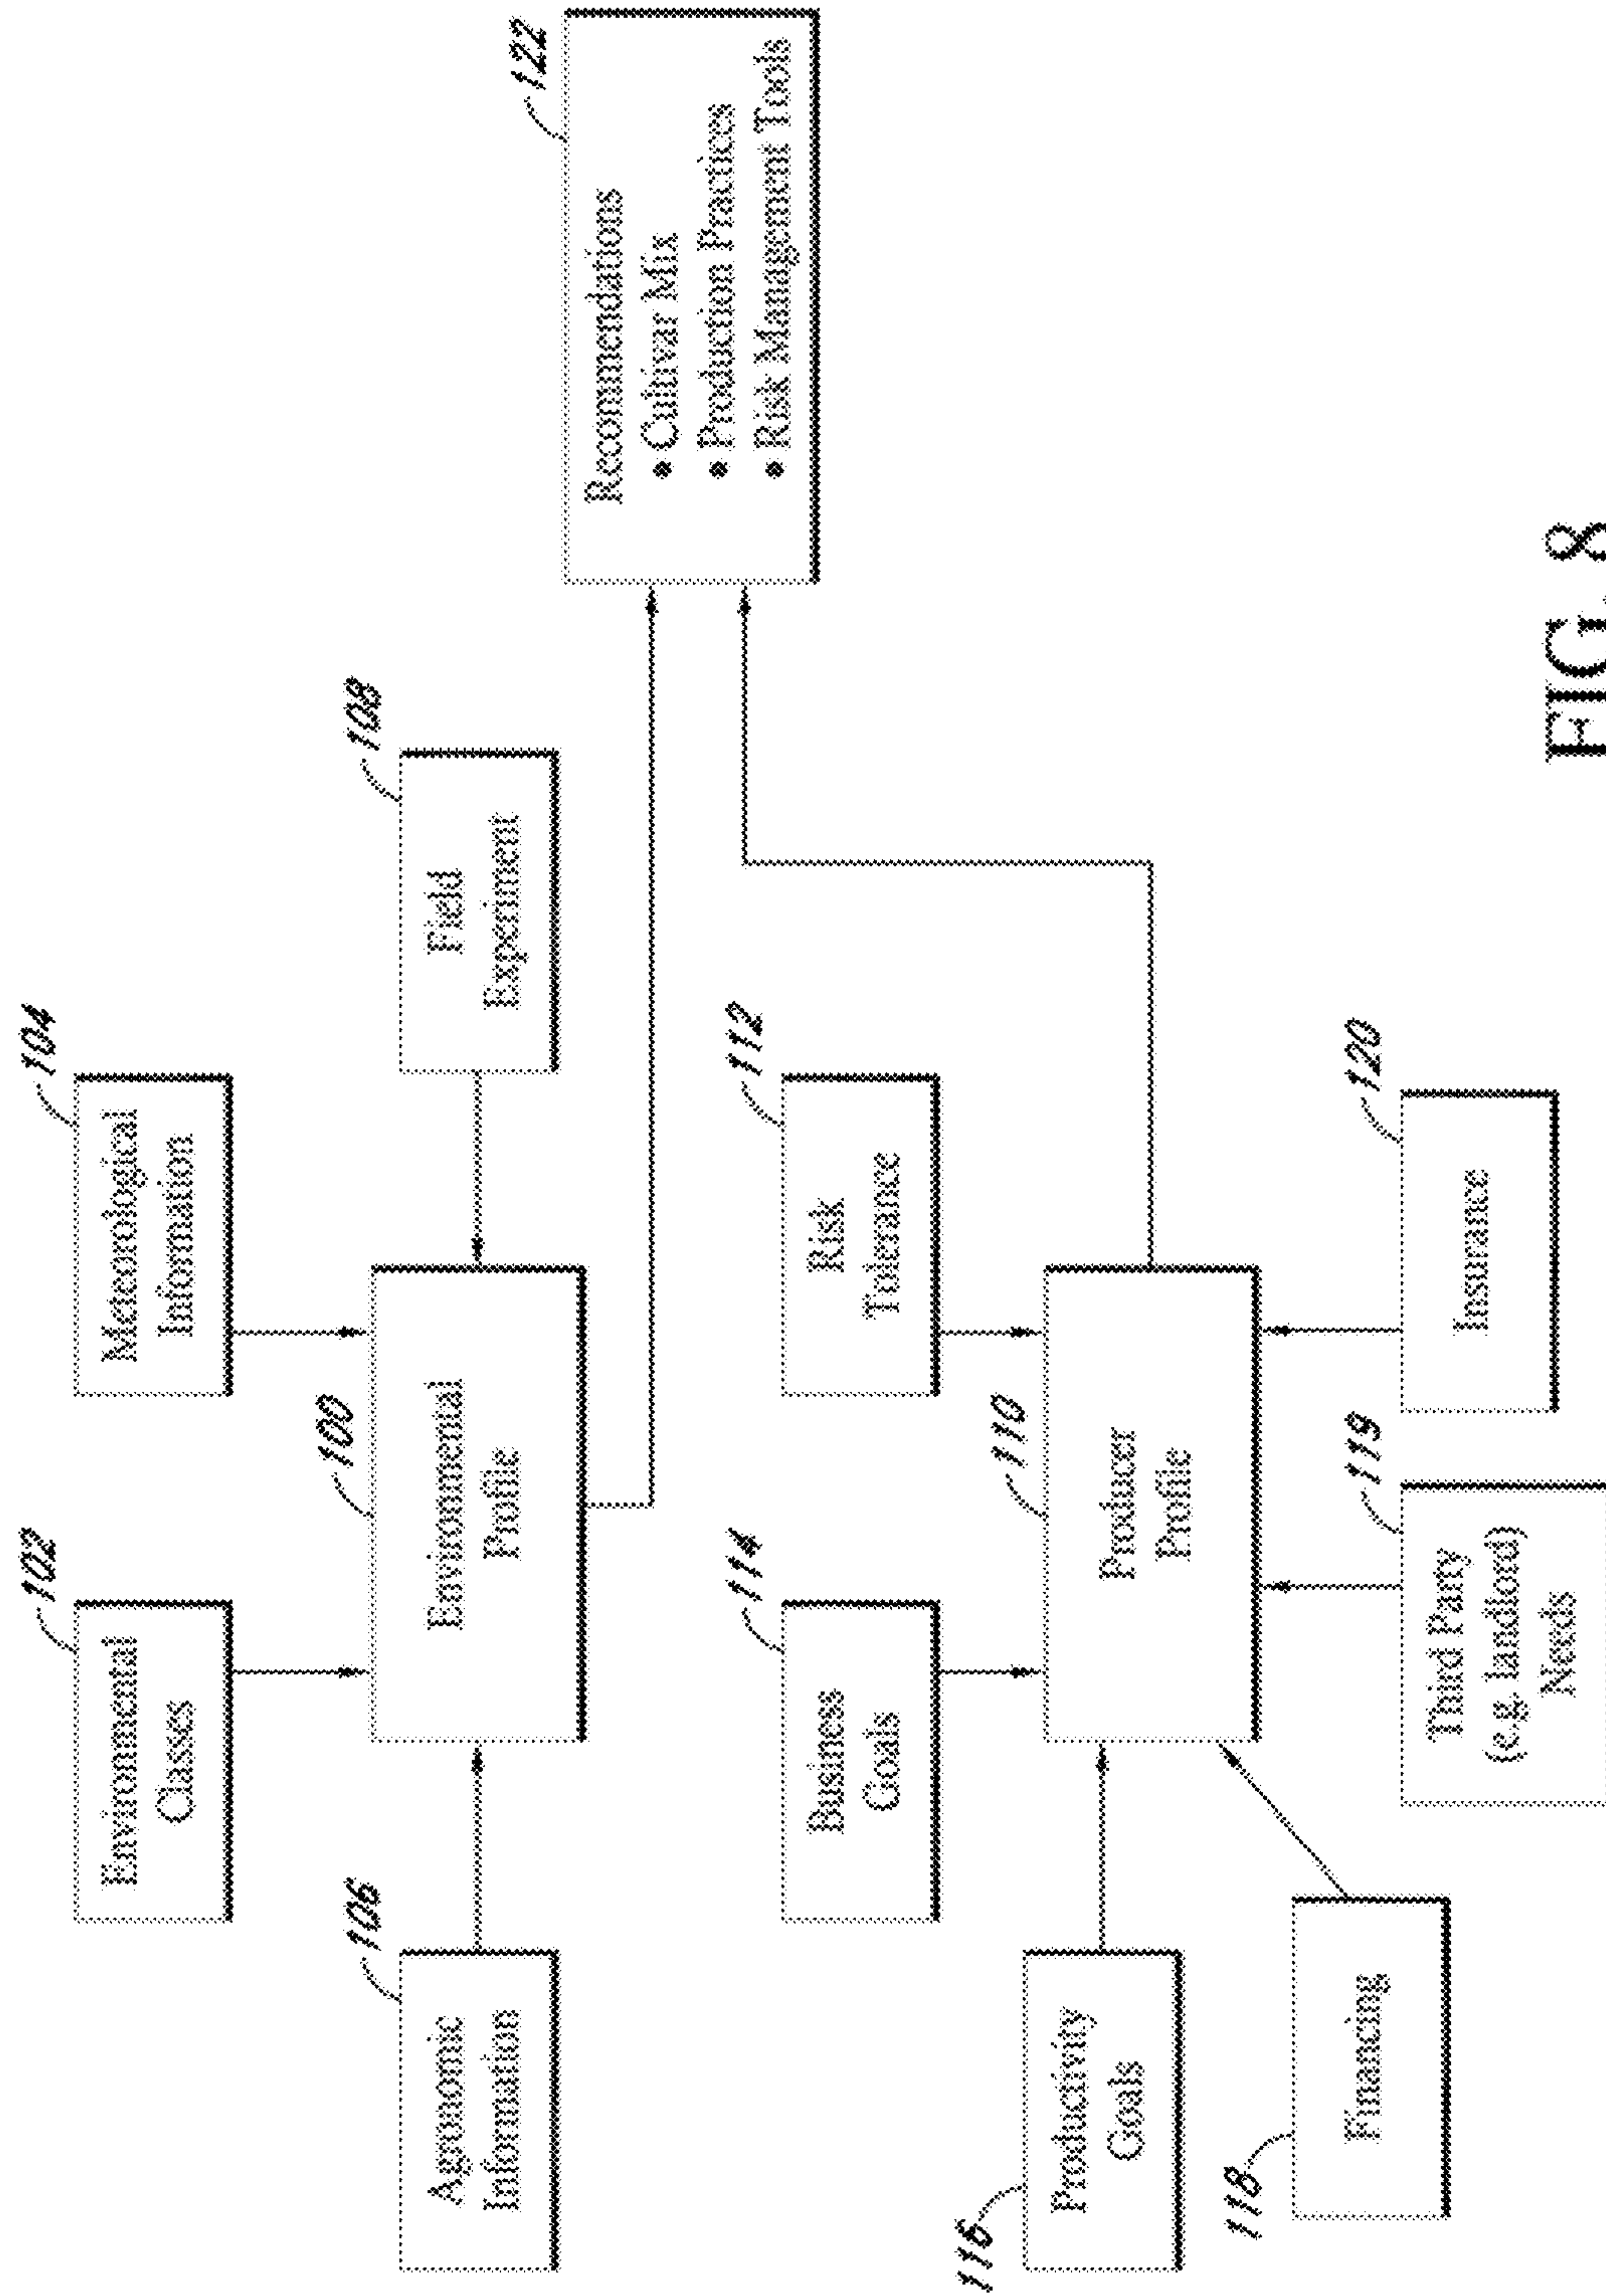 102
Environmental
Classes
104
Meteorological
Information
106
Agronomic
Information
100
Environmental
Profile
108
Field
Experiment
122
Recommendations
• Cultivar Mix
• Production Practices
• Risk Management Tools
114
Business
Goals
112
Risk
Tolerance
116
Productivity
Goals
110
Producer
Profile
118
Financing
119
Third Party
(e.g. landlord)
Needs
120
Insurance
FIG. 8